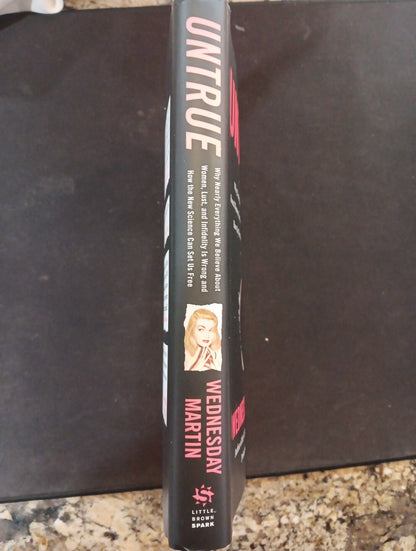 UNTRUE
Why Nearly Everything We Believe About
Women, Lust, and Infidelity Is Wrong and
How the New Science Can Set Us Free
WEDNESDAY
MARTIN
LITTLE,
BROWN
SPARK
UN